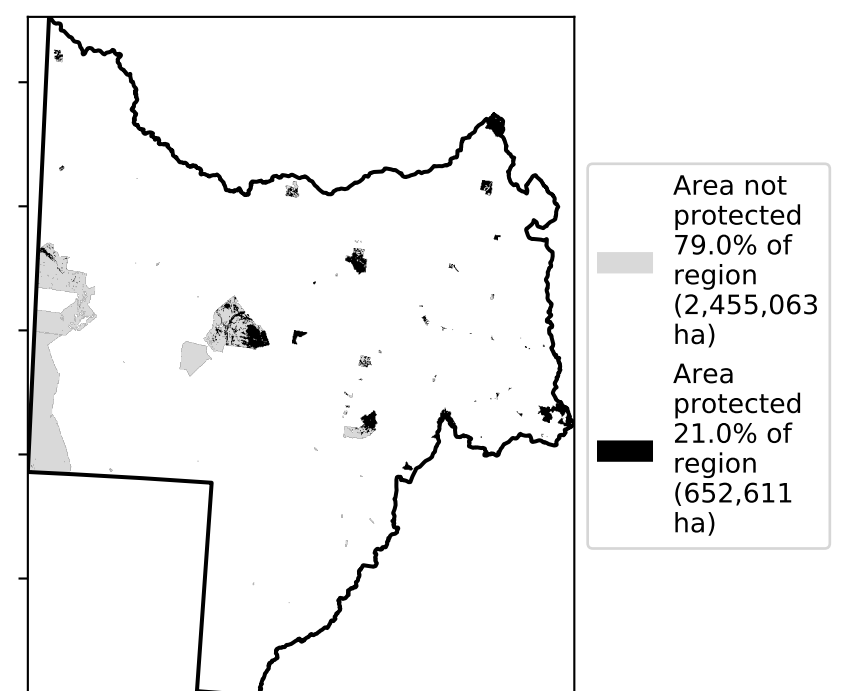 Area not
protected
79.0% of
region
(2,455,063
ha)
Area
protected
21.0% of
region
(652,611
ha)